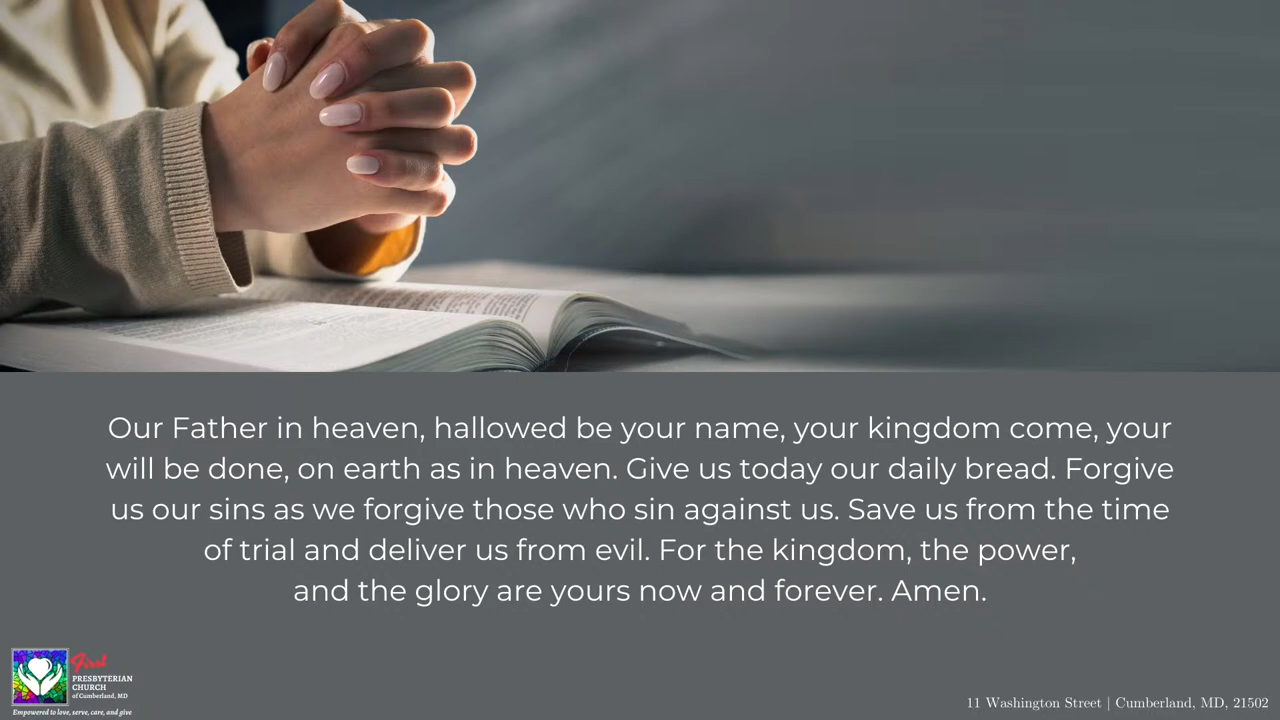 Our Father in heaven, hallowed be your name, your kingdom come, your
will be done, on earth as in heaven. Give us today our daily bread. Forgive
us our sins as we forgive those who sin against us. Save us from the time
of trial and deliver us from evil. For the kingdom, the power,
and the glory are yours now and forever. Amen.
First
PRESBYTERIAN
CHURCH
of Cumberland, MD
Empowered to love, serve, care, and give
11 Washington Street | Cumberland, MD, 21502